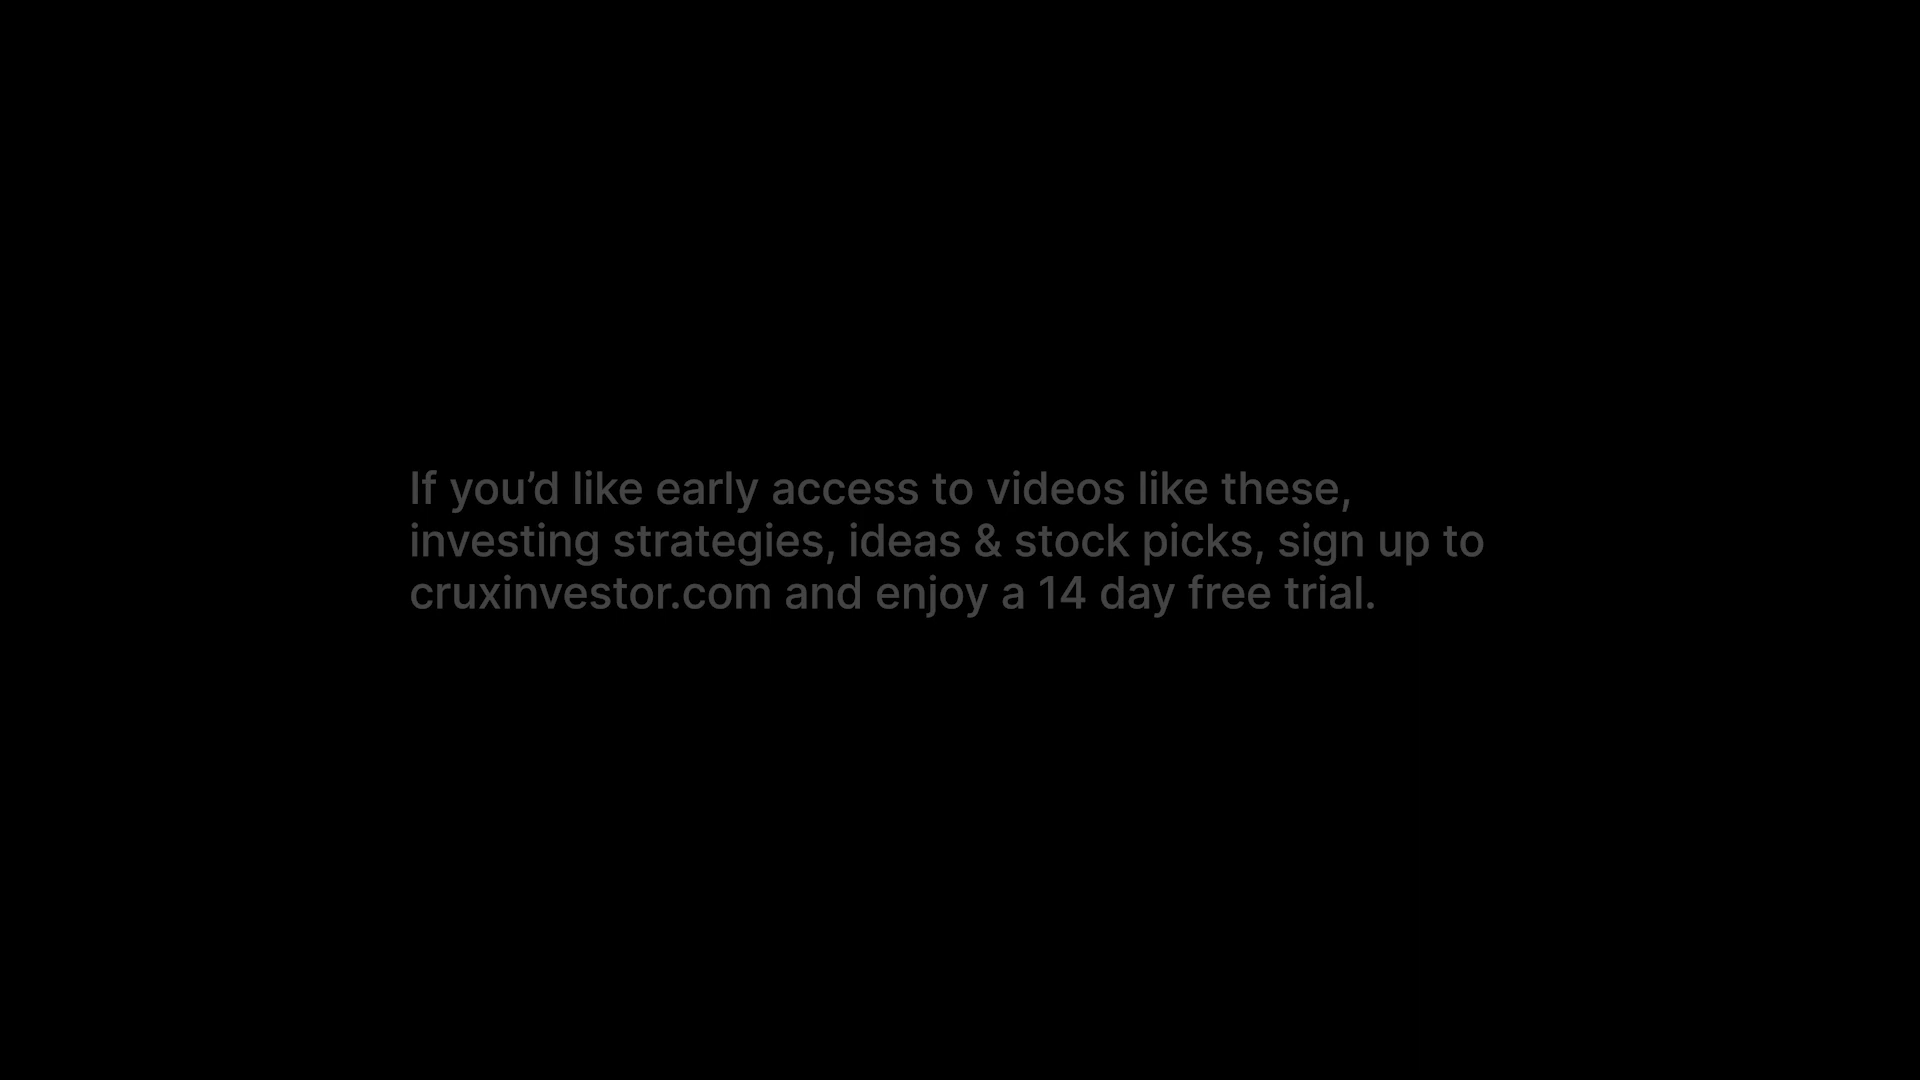 If you’d like early access to videos like these,
investing strategies, ideas & stock picks, sign up to
cruxinvestor.com and enjoy a 14 day free trial.